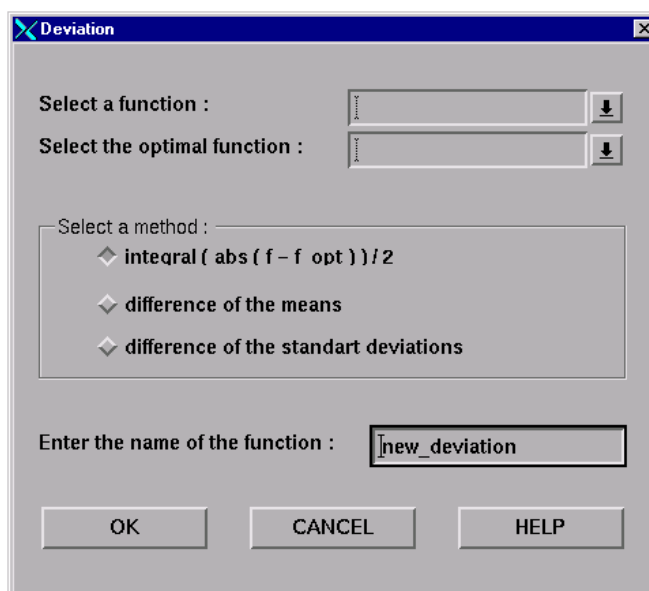 Deviation
Select a function :
Select the optimal function :
Select a method :
integral ( abs ( f – f_opt ) ) / 2
difference of the means
difference of the standart deviations
Enter the name of the function :
new_deviation
OK
CANCEL
HELP